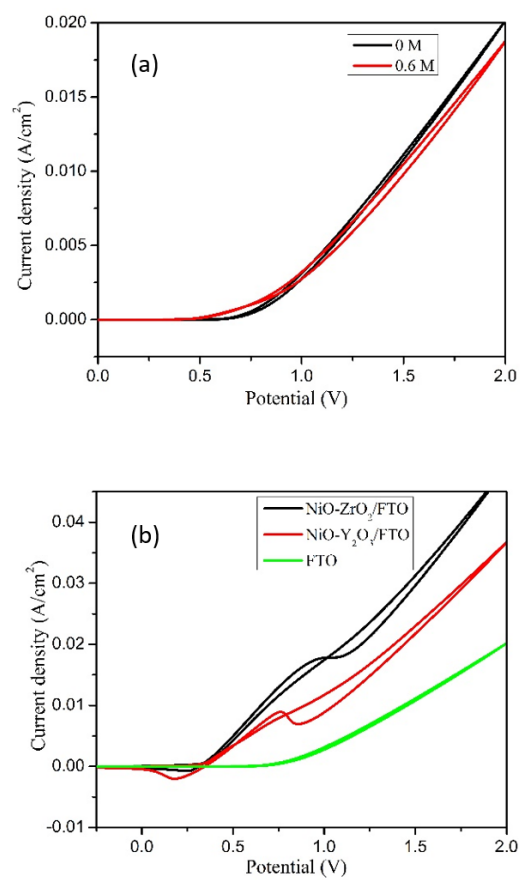 0.020
(a)
0 M
0.6 M
0.015
0.010
0.005
0.000
Current density (A/cm²)
0.0 0.5 1.0 1.5 2.0
Potential (V)
(b)
NiO-ZrO₂/FTO
NiO-Y₂O₃/FTO
FTO
0.04
0.03
0.02
0.01
0.00
-0.01
Current density (A/cm²)
0.0 0.5 1.0 1.5 2.0
Potential (V)